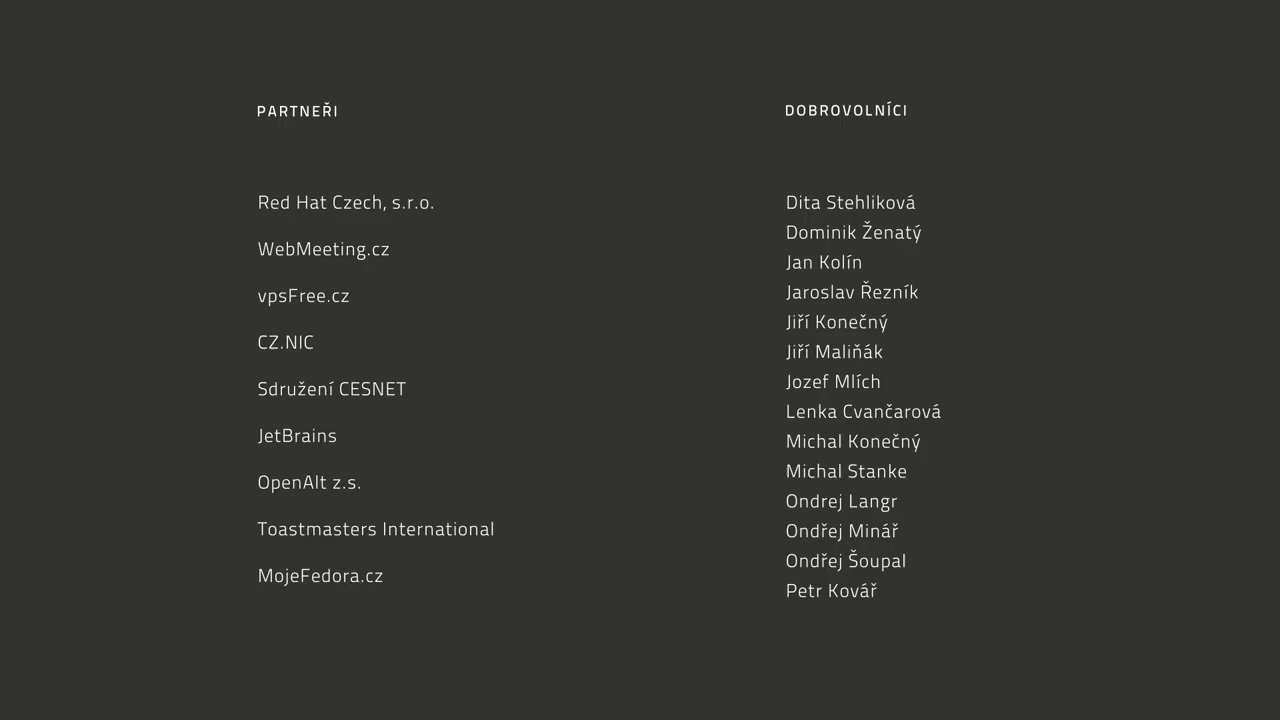 PARTNEŘI
Red Hat Czech, s.r.o.
WebMeeting.cz
vpsFree.cz
CZ.NIC
Sdružení CESNET
JetBrains
OpenAlt z.s.
Toastmasters International
MojeFedora.cz
DOBROVOLNÍCI
Dita Stehliková
Dominik Ženatý
Jan Kolín
Jaroslav Řezník
Jiří Konečný
Jiří Maliňák
Jozef Mlích
Lenka Cvančarová
Michal Konečný
Michal Stanke
Ondrej Langr
Ondřej Minář
Ondřej Šoupal
Petr Kovář